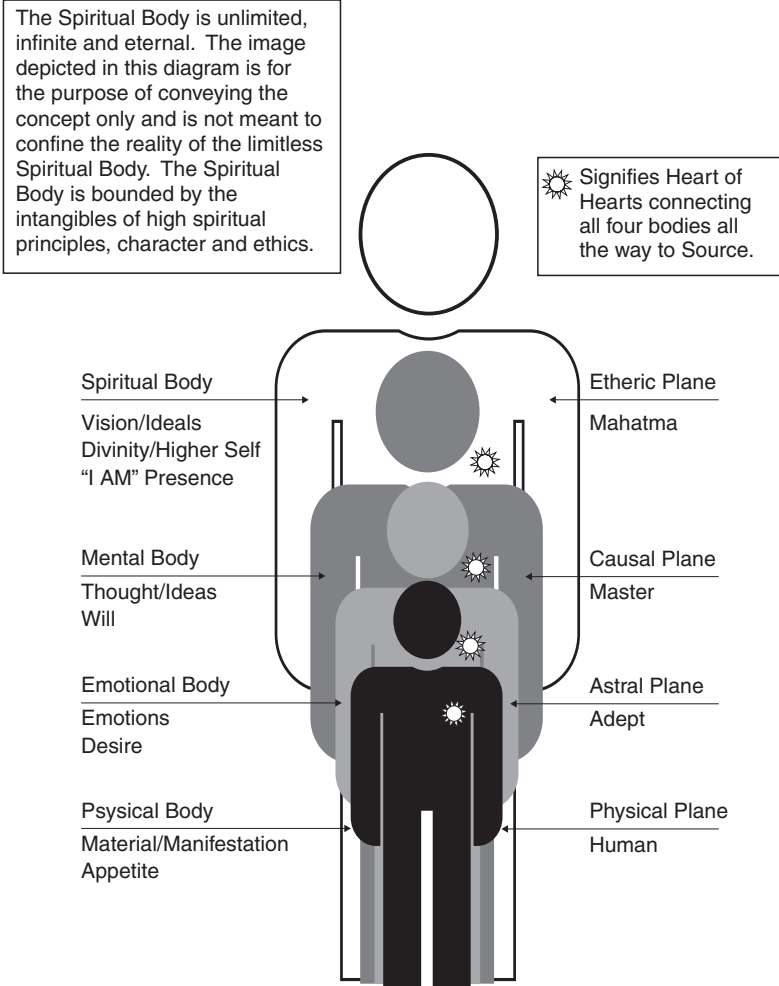 The Spiritual Body is unlimited,
infinite and eternal. The image
depicted in this diagram is for
the purpose of conveying the
concept only and is not meant to
confine the reality of the limitless
Spiritual Body. The Spiritual
Body is bounded by the
intangibles of high spiritual
principles, character and ethics.
Signifies Heart of
Hearts connecting
all four bodies all
the way to Source.
Spiritual Body
Vision/Ideals
Divinity/Higher Self
“I AM” Presence
Etheric Plane
Mahatma
Mental Body
Thought/Ideas
Will
Causal Plane
Master
Emotional Body
Emotions
Desire
Astral Plane
Adept
Psysical Body
Material/Manifestation
Appetite
Physical Plane
Human